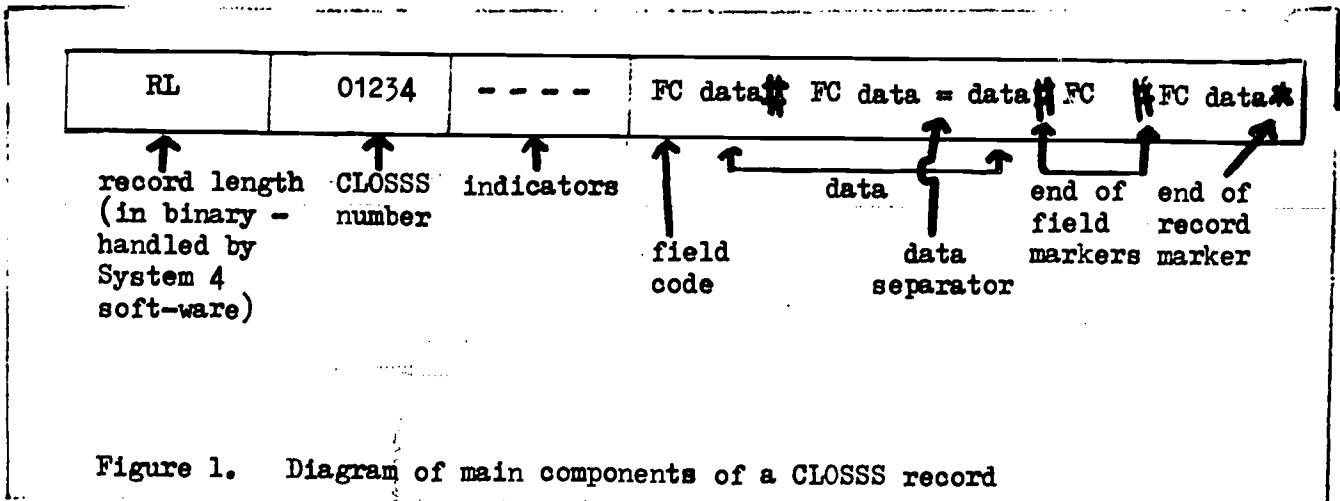 RL 01234 - - - - FC data# FC data = data# FC #FC data*
record length CLOSSS indicators data end of end of
(in binary - number field record
handled by field data markers marker
System 4 code separator
soft-ware)
Figure 1. Diagram of main components of a CLOSSS record